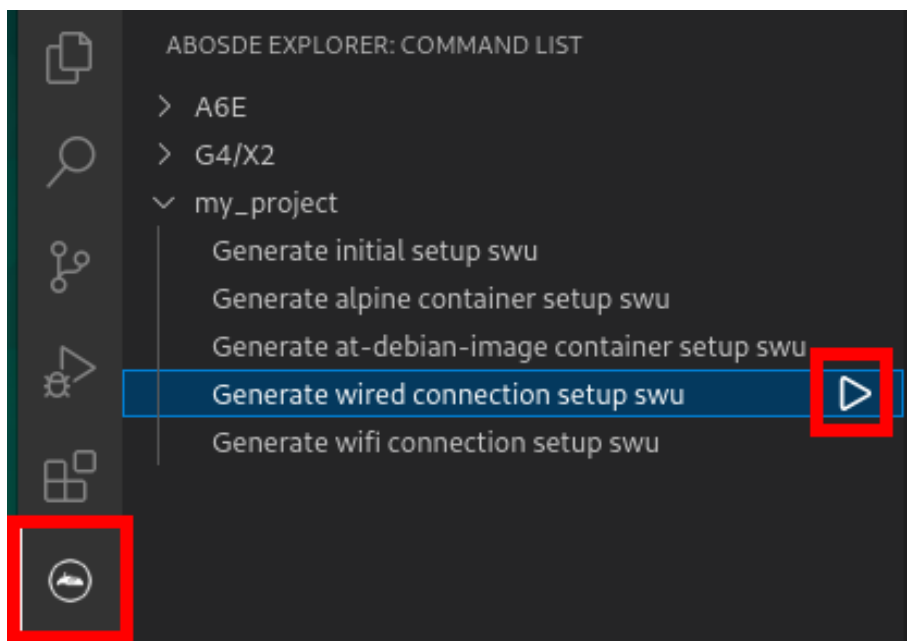 ABOSDE EXPLORER: COMMAND LIST
A6E
G4/X2
my_project
Generate initial setup swu
Generate alpine container setup swu
Generate at-debian-image container setup swu
Generate wired connection setup swu
Generate wifi connection setup swu